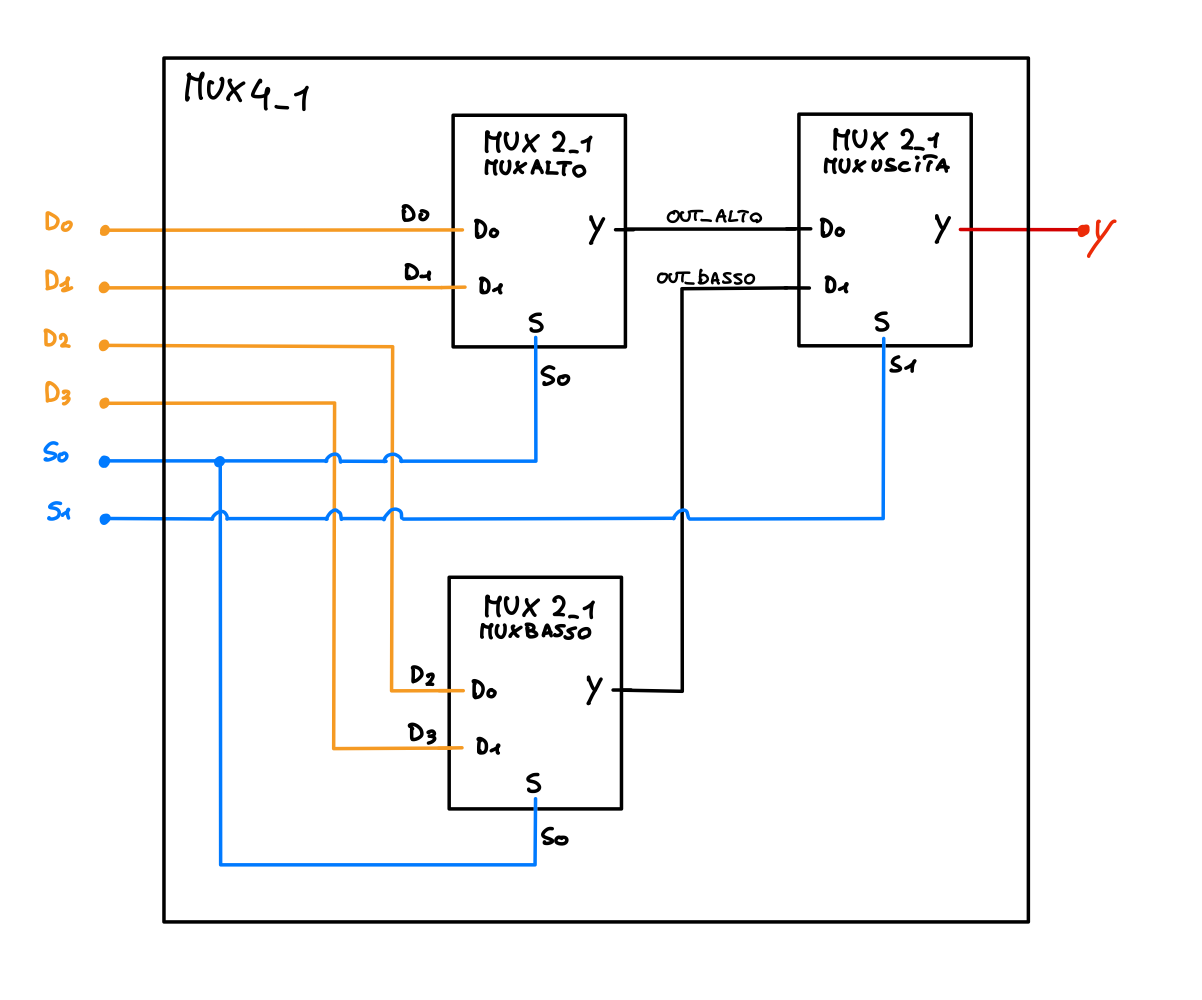 MUX4_1
MUX 2_1
MUXALTO
MUX 2_1
MUXUSCITA
D0
D0
D0
Y
OUT_ALTO
D0
Y
Y
D1
D1
D1
OUT_BASSO
D1
S
S
D2
S0
S1
D3
S0
S1
MUX 2_1
MUXBASSO
D2
D0
Y
D3
D1
S
S0